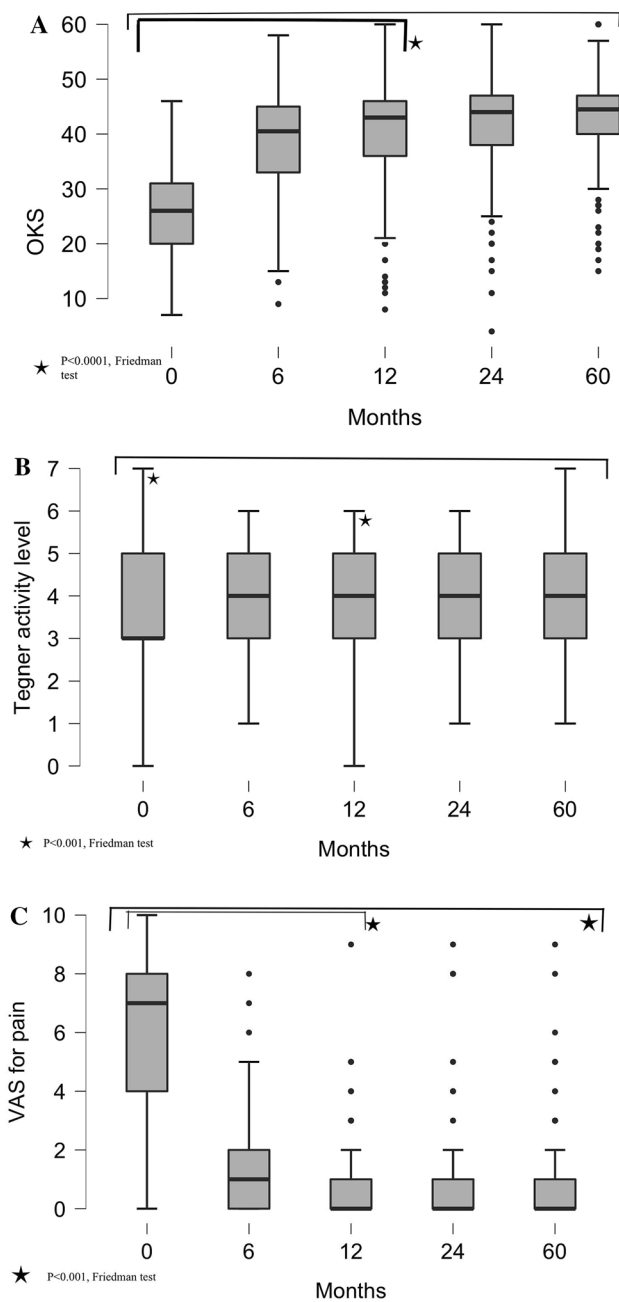 A
60
50
40
30
20
10
OKS
0 6 12 24 60
★ P<0.0001, Friedman
test
Months
B
7
6
5
4
3
2
1
0
Tegner activity level
0 6 12 24 60
★ P<0.001, Friedman test
Months
C
10
8
6
4
2
0
VAS for pain
0 6 12 24 60
★ P<0.001, Friedman test
Months